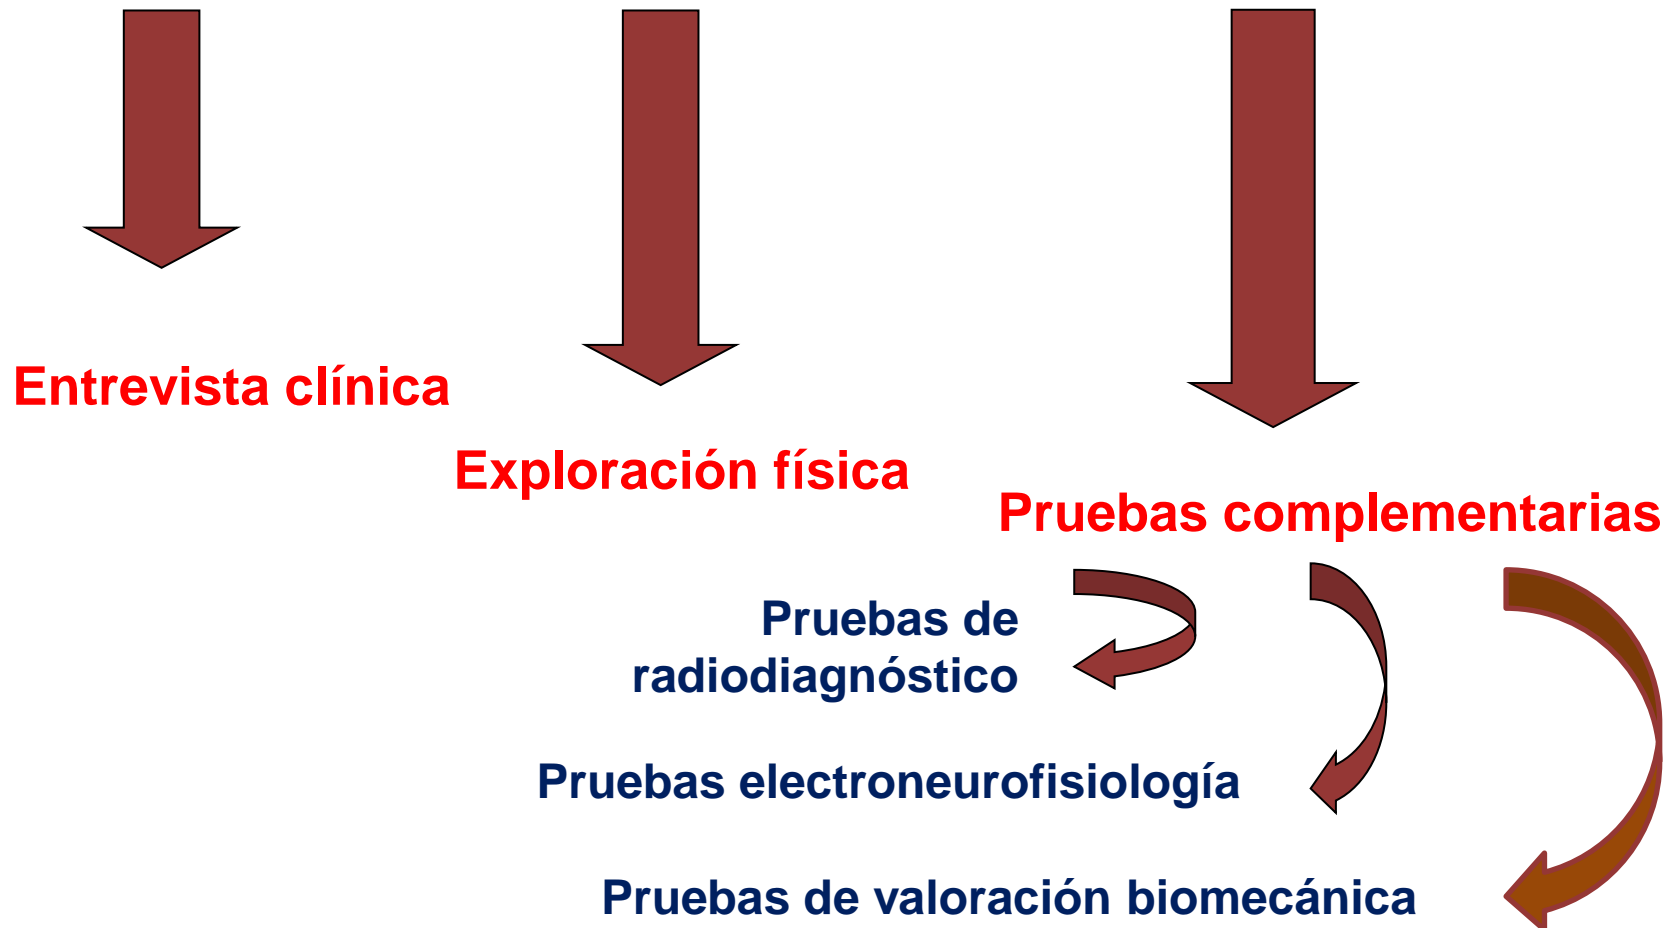 Entrevista clínica
Exploración física
Pruebas complementarias
Pruebas de
radiodiagnóstico
Pruebas electroneurofisiología
Pruebas de valoración biomecánica